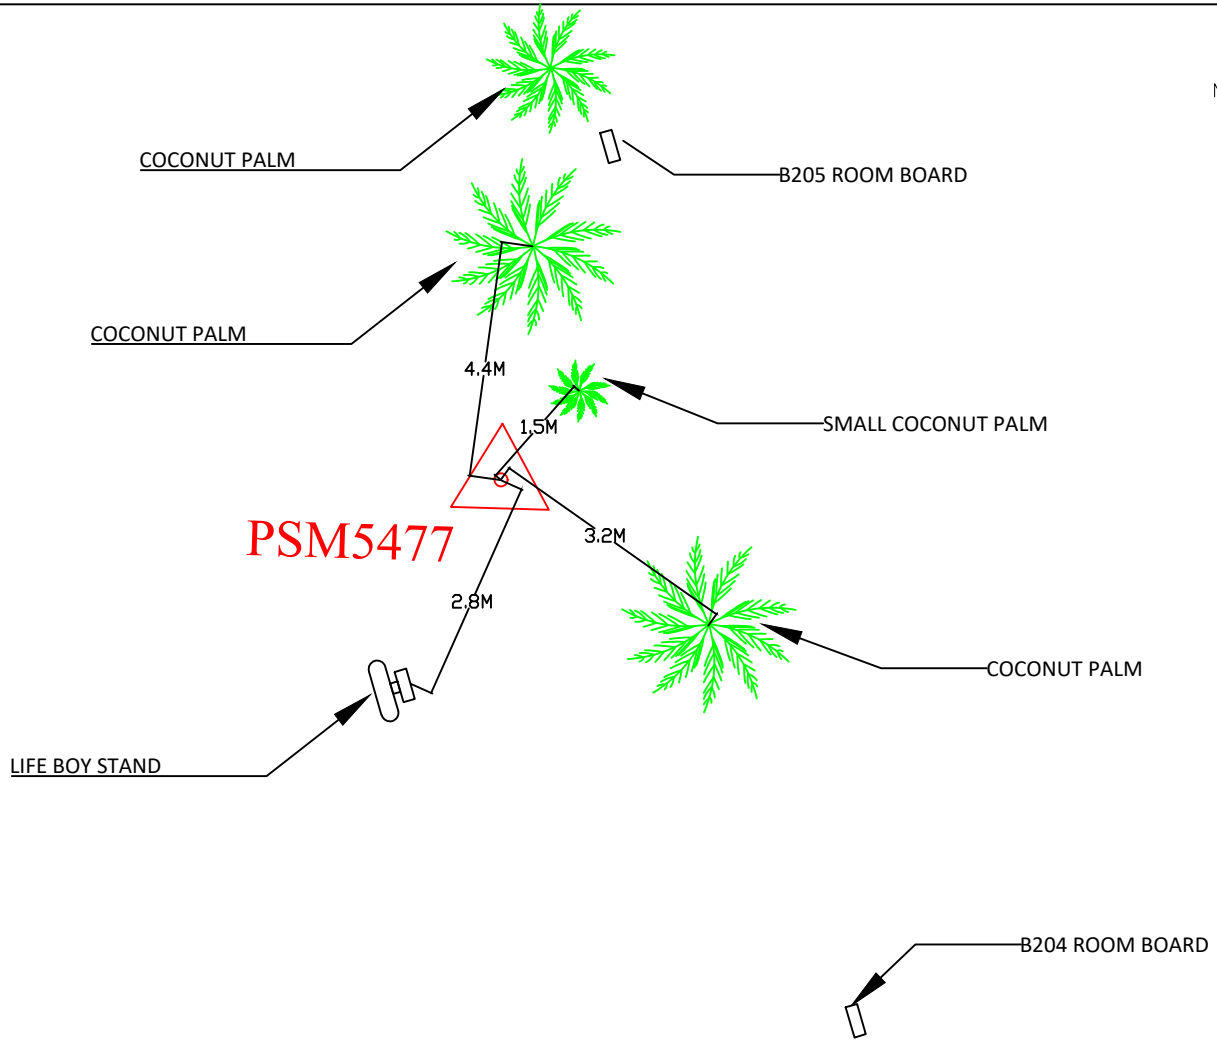 N
COCONUT PALM
B205 ROOM BOARD
COCONUT PALM
4.4M
1.5M
SMALL COCONUT PALM
PSM5477
3.2M
2.8M
COCONUT PALM
LIFE BOY STAND
B204 ROOM BOARD